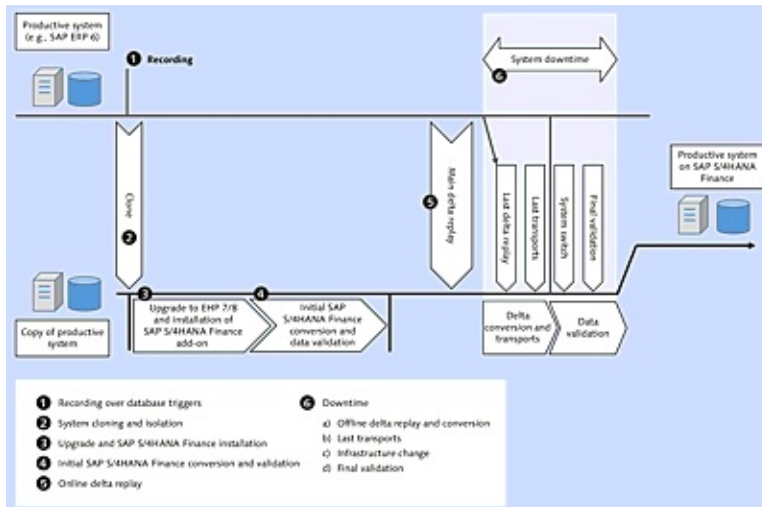 Productive system
(e.g., SAP ERP 6)
1 Recording
System downtime
6
Clone
2
Main delta replay
5
Last delta replay
Last transports
System switch
Final validation
Productive system
on SAP S/4HANA
Finance
Copy of productive
system
3
Upgrade to EHP 7/8
and installation of
SAP S/4HANA Finance
add-on
4
Initial SAP
S/4HANA Finance
conversion and
data validation
Delta
conversion and
transports
Data
validation
1 Recording over database triggers
2 System cloning and isolation
3 Upgrade and SAP S/4HANA Finance installation
4 Initial SAP S/4HANA Finance conversion and validation
5 Online delta replay
6 Downtime
a) Offline delta replay and conversion
b) Last transports
c) Infrastructure change
d) Final validation